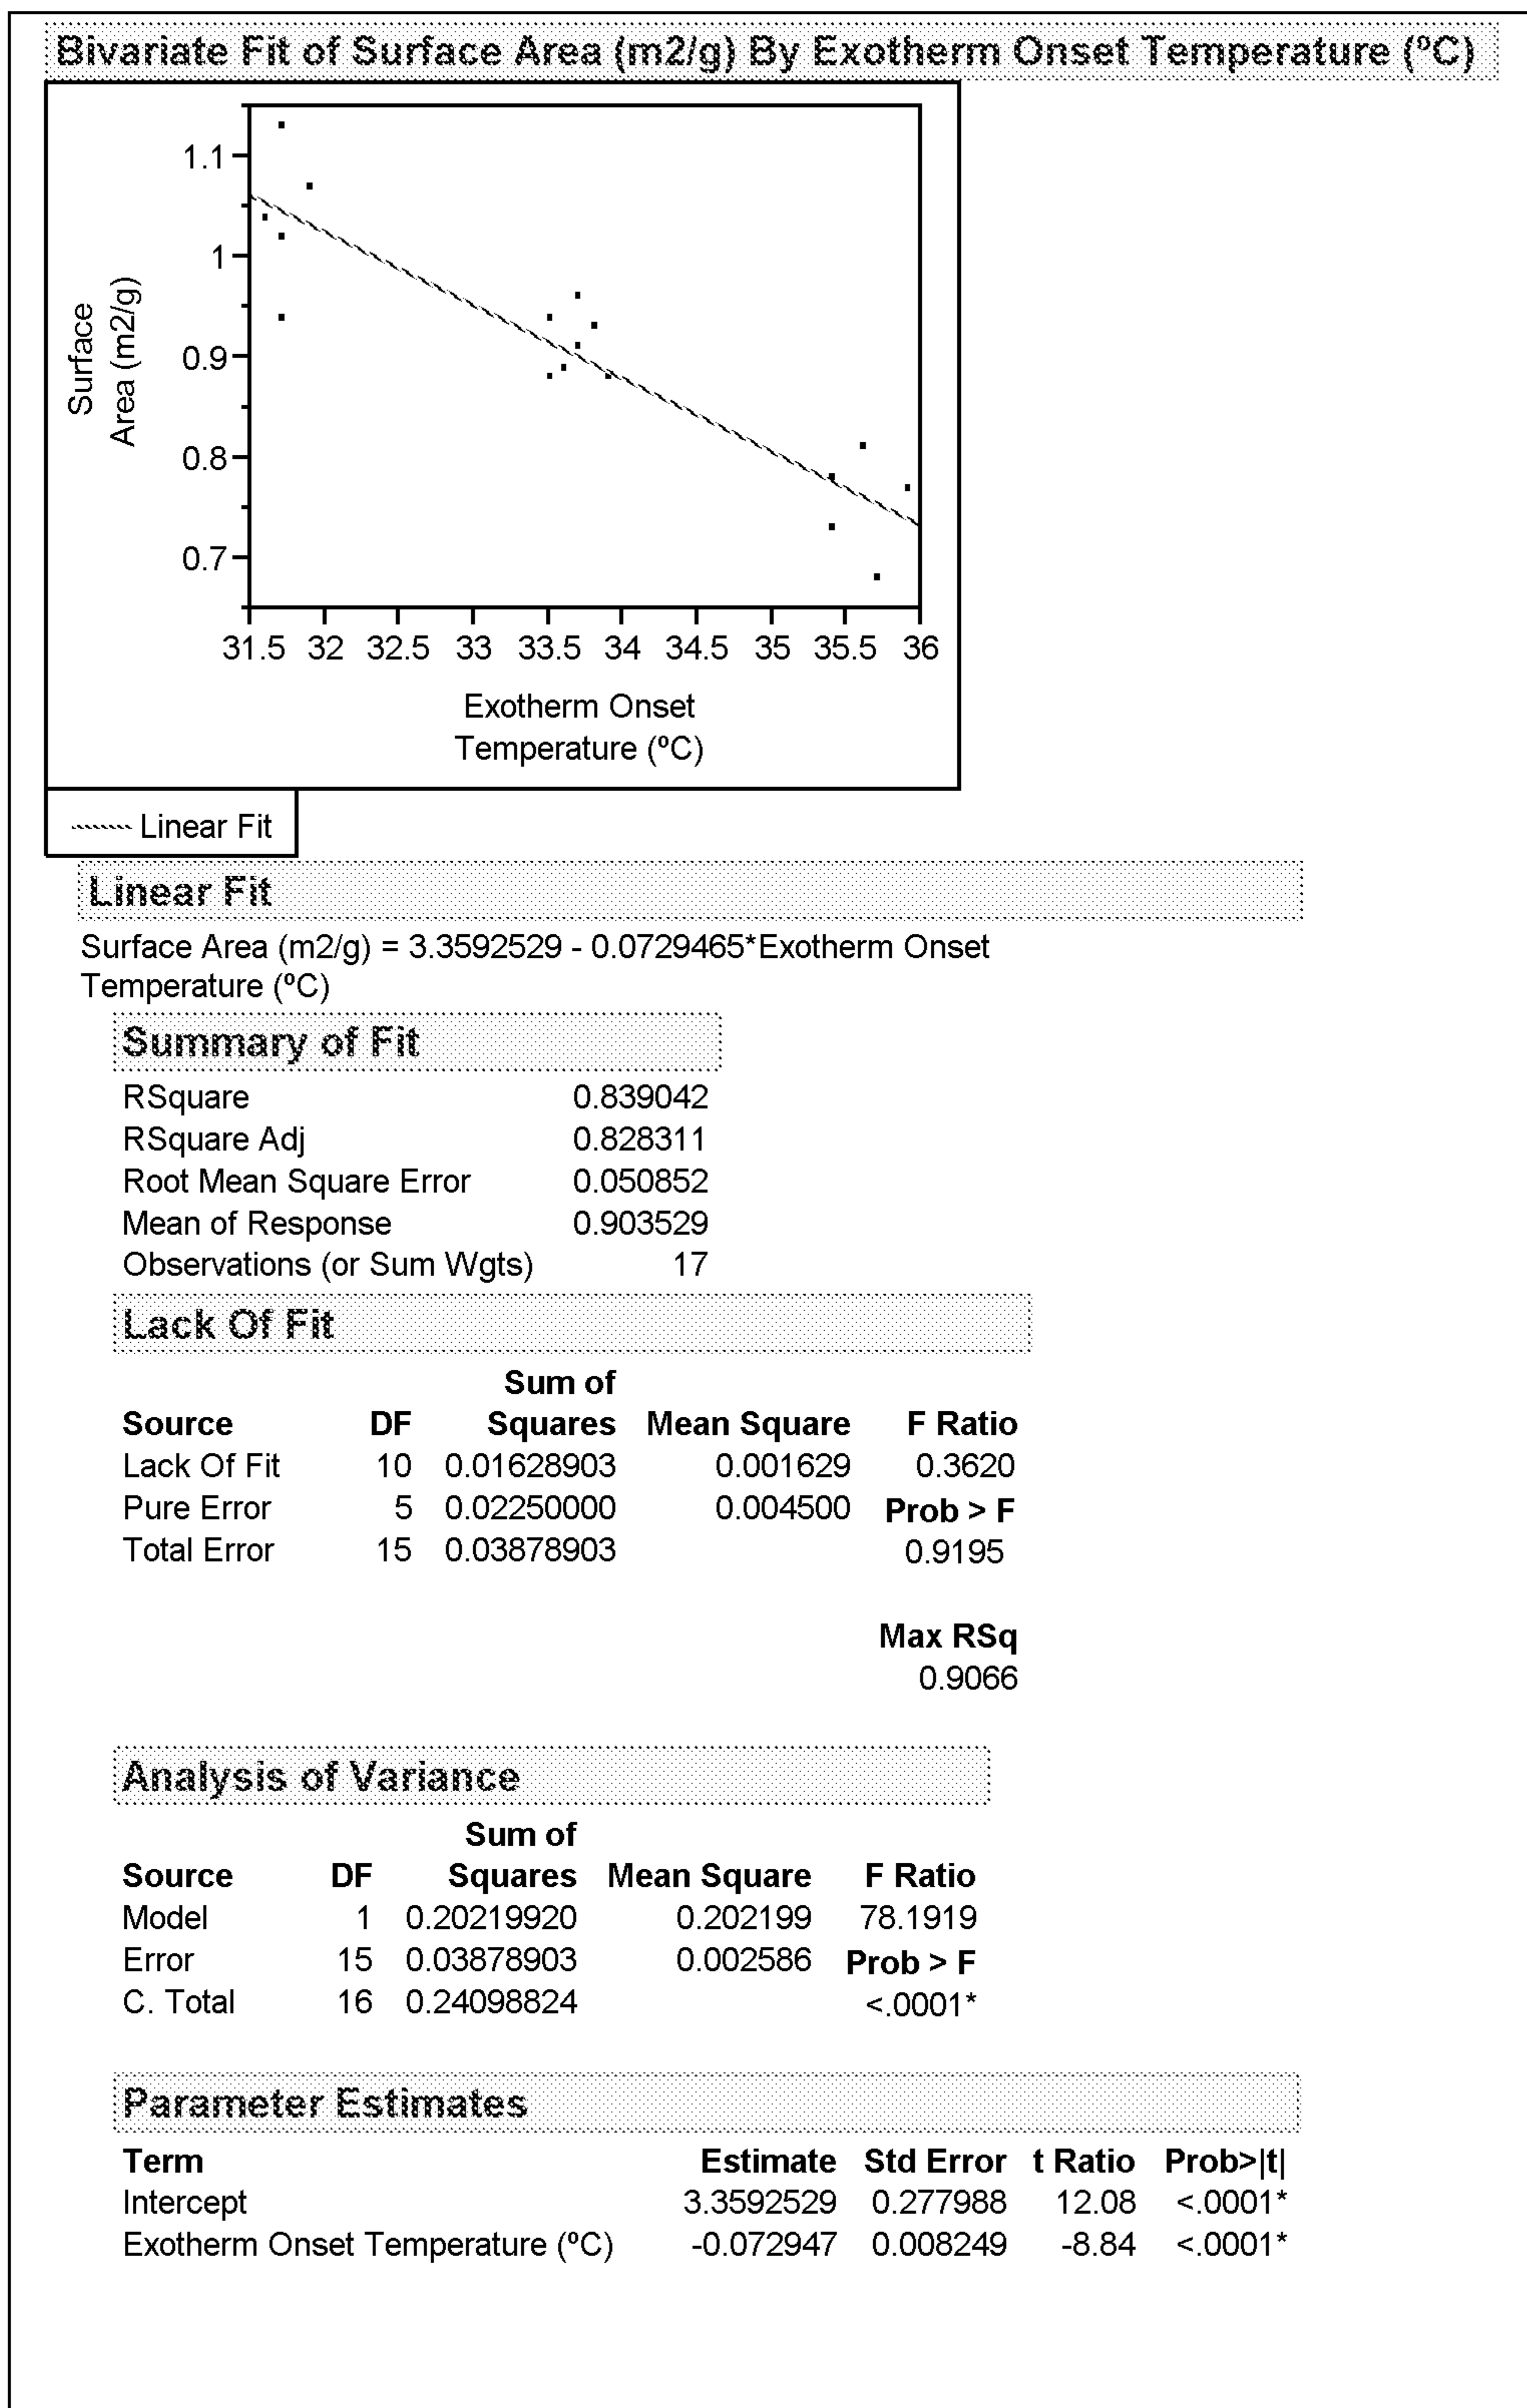 Bivariate Fit of Surface Area (m2/g) By Exotherm Onset Temperature (ºC)
1.1
1
0.9
0.8
0.7
Surface
Area (m2/g)
31.5 32 32.5 33 33.5 34 34.5 35 35.5 36
Exotherm Onset
Temperature (ºC)
Linear Fit
Linear Fit
Surface Area (m2/g) = 3.3592529 - 0.0729465*Exotherm Onset
Temperature (ºC)
Summary of Fit
RSquare 0.839042
RSquare Adj 0.828311
Root Mean Square Error 0.050852
Mean of Response 0.903529
Observations (or Sum Wgts) 17
Lack Of Fit
Sum of
Source DF Squares Mean Square F Ratio
Lack Of Fit 10 0.01628903 0.001629 0.3620
Pure Error 5 0.02250000 0.004500 Prob > F
Total Error 15 0.03878903 0.9195
Max RSq
0.9066
Analysis of Variance
Sum of
Source DF Squares Mean Square F Ratio
Model 1 0.20219920 0.202199 78.1919
Error 15 0.03878903 0.002586 Prob > F
C. Total 16 0.24098824 <.0001*
Parameter Estimates
Term Estimate Std Error t Ratio Prob>|t|
Intercept 3.3592529 0.277988 12.08 <.0001*
Exotherm Onset Temperature (ºC) -0.072947 0.008249 -8.84 <.0001*